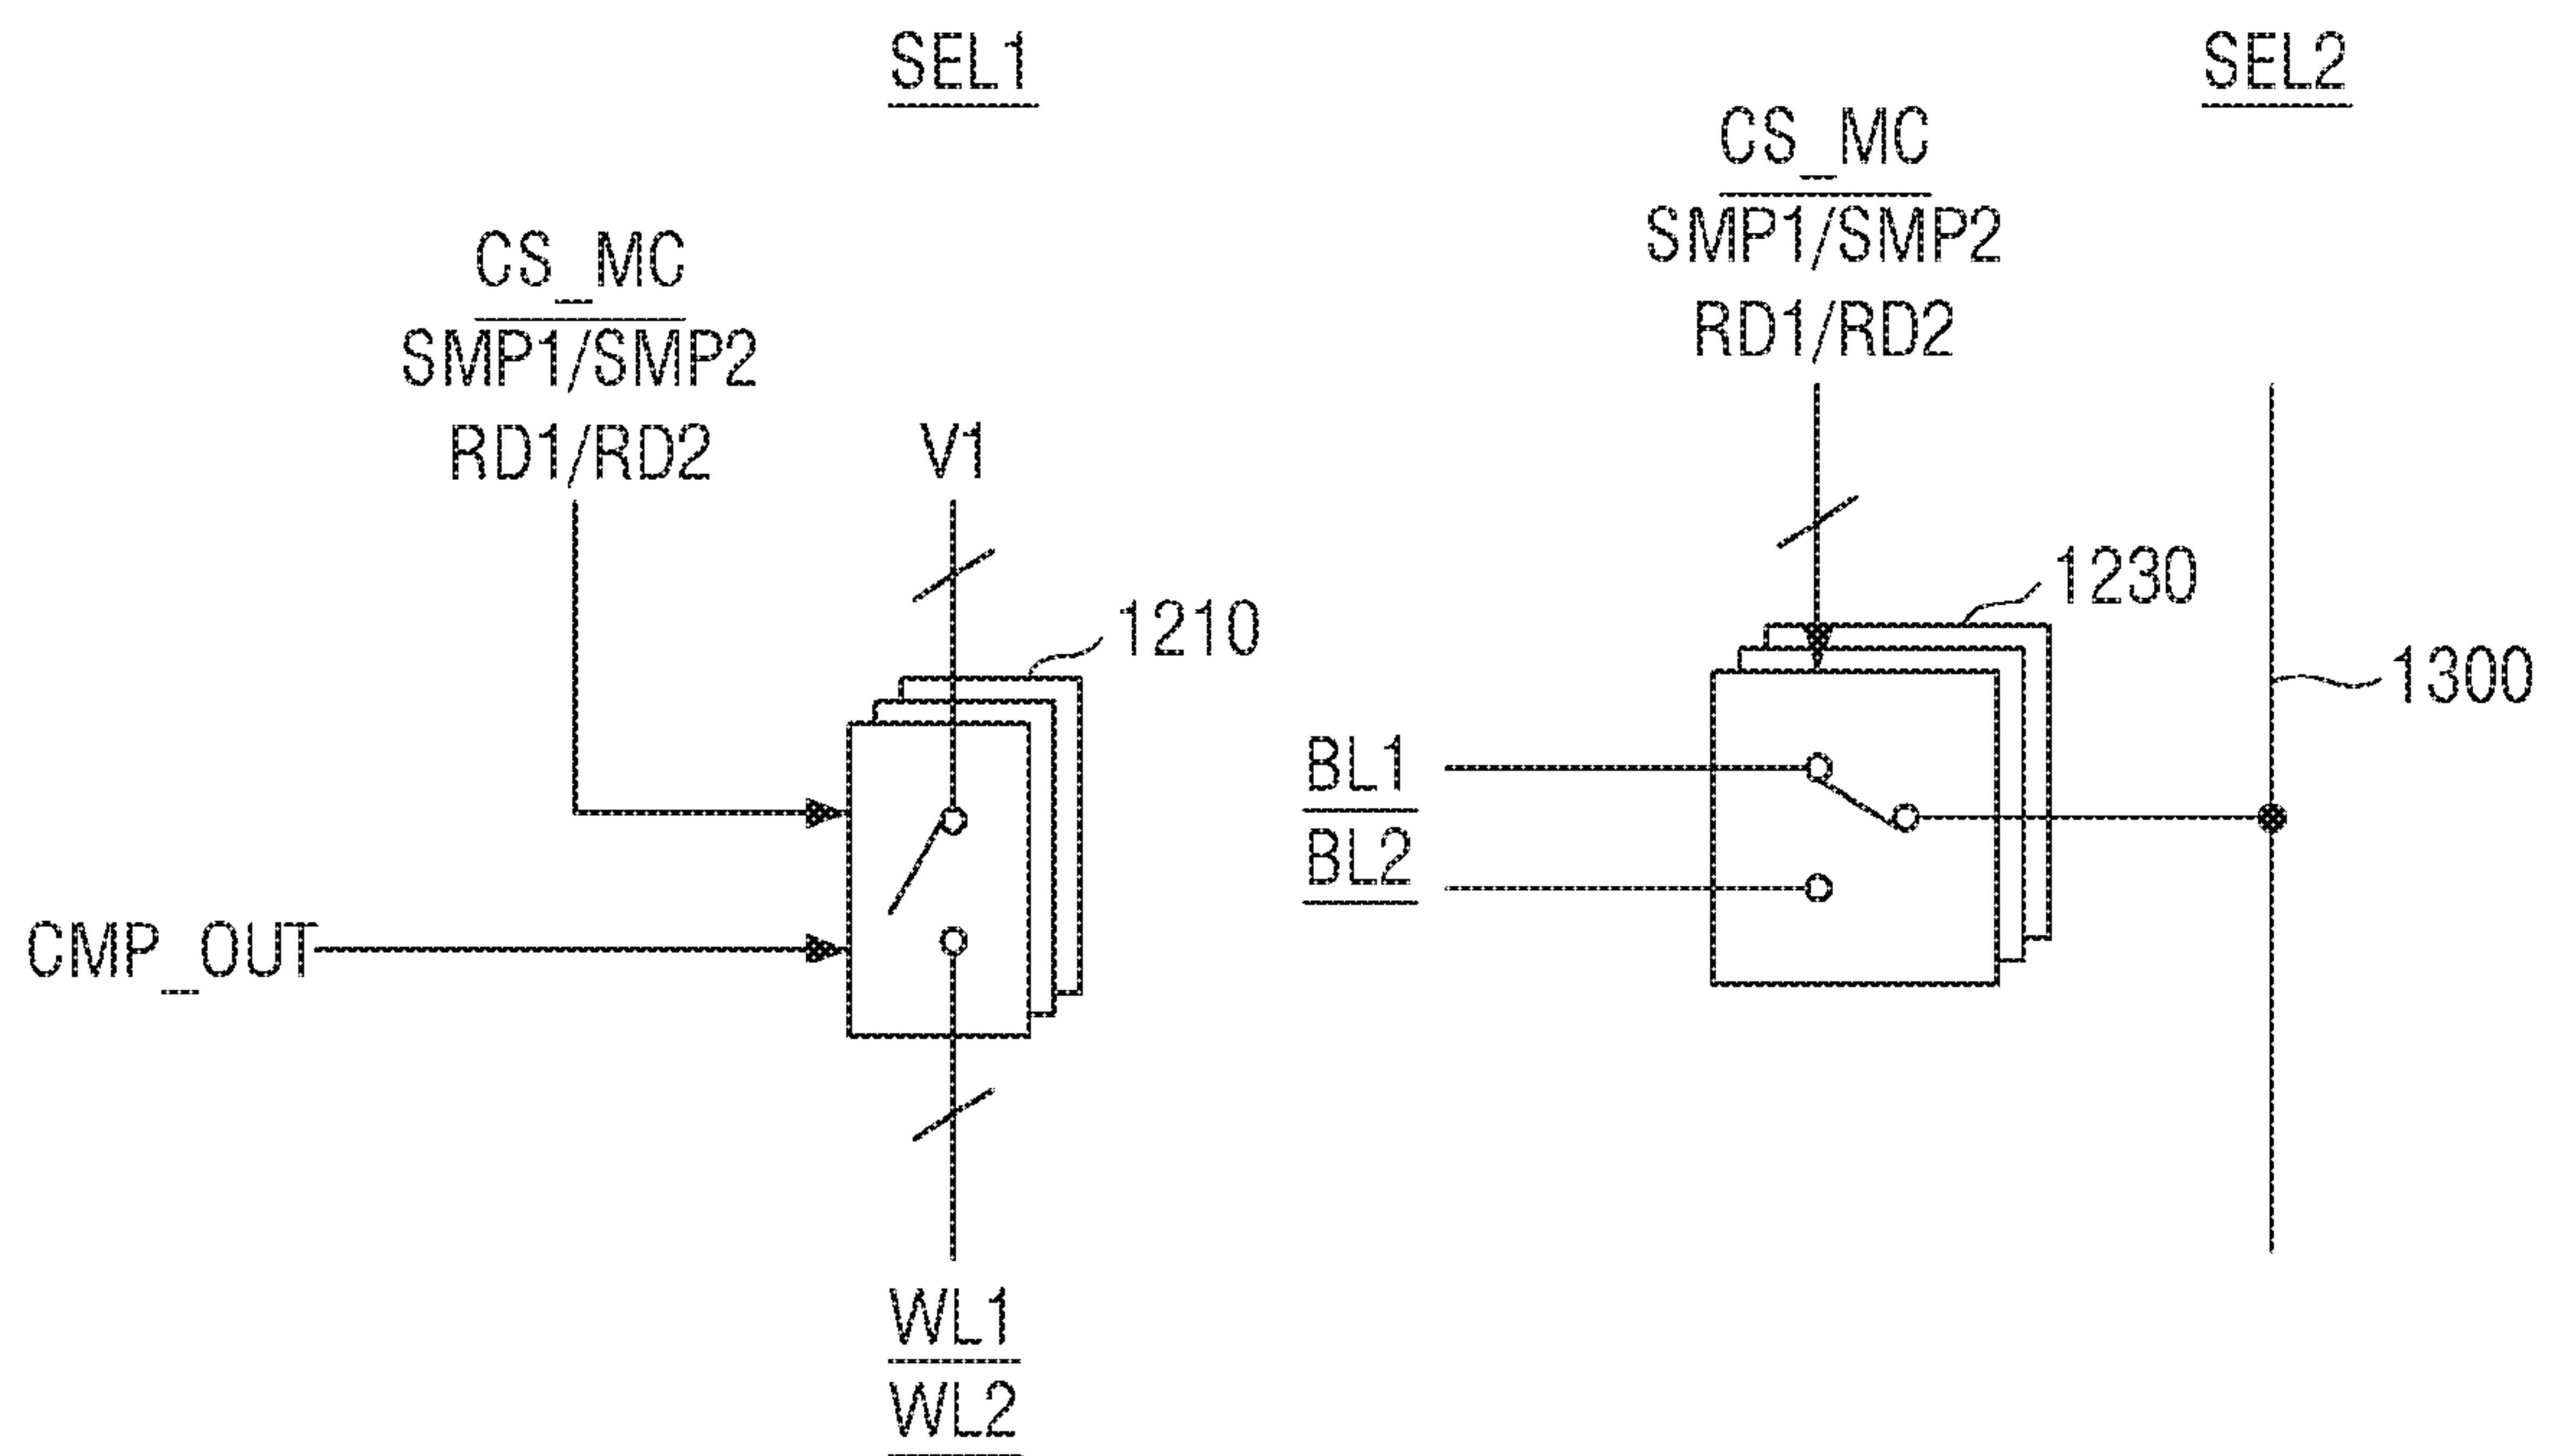 SEL1
SEL2
CS_MC
SMP1/SMP2
RD1/RD2
CS_MC
SMP1/SMP2
RD1/RD2
V1
1210
1230
1300
BL1
BL2
CMP_OUT
WL1
WL2